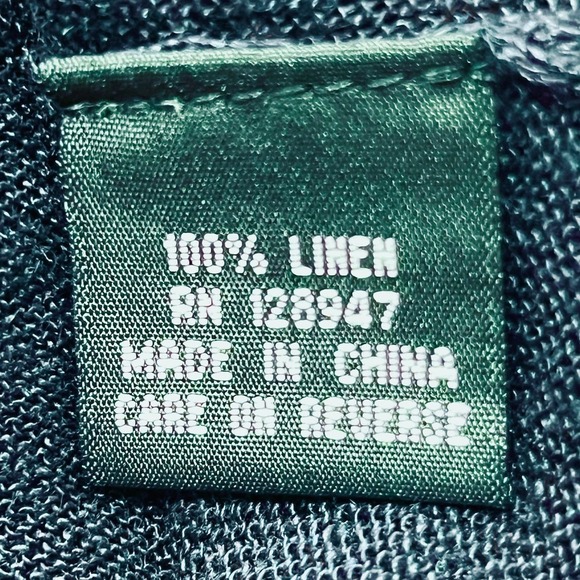 100% LINEN
RN 128947
MADE IN CHINA
CARE ON REVERSE